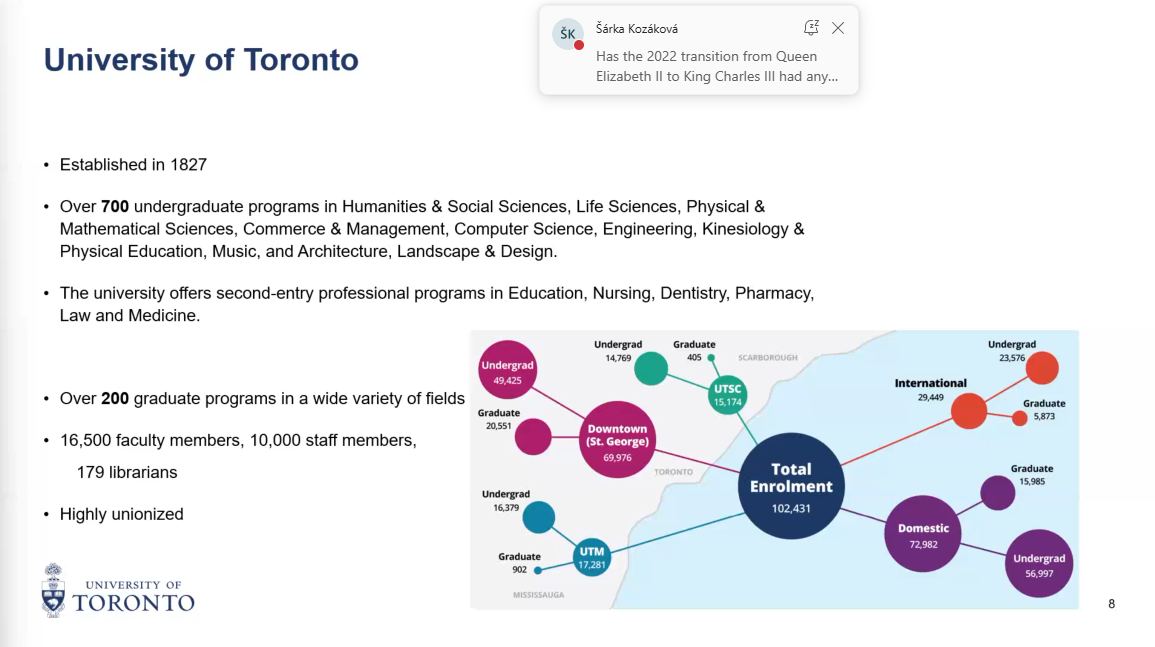 University of Toronto
ŠK
Šárka Kozáková
Has the 2022 transition from Queen
Elizabeth II to King Charles III had any...
• Established in 1827
• Over 700 undergraduate programs in Humanities & Social Sciences, Life Sciences, Physical &
Mathematical Sciences, Commerce & Management, Computer Science, Engineering, Kinesiology &
Physical Education, Music, and Architecture, Landscape & Design.
• The university offers second-entry professional programs in Education, Nursing, Dentistry, Pharmacy,
Law and Medicine.
• Over 200 graduate programs in a wide variety of fields
• 16,500 faculty members, 10,000 staff members,
179 librarians
• Highly unionized
Undergrad
49,425
Graduate
20,551
Downtown
(St. George)
69,976
TORONTO
Undergrad
14,769
Graduate
405
SCARBOROUGH
UTSC
15,174
Undergrad
16,379
Graduate
902
UTM
17,281
MISSISSAUGA
Total
Enrolment
102,431
International
29,449
Undergrad
23,576
Graduate
5,873
Domestic
72,982
Graduate
15,985
Undergrad
56,997
UNIVERSITY OF
TORONTO
8